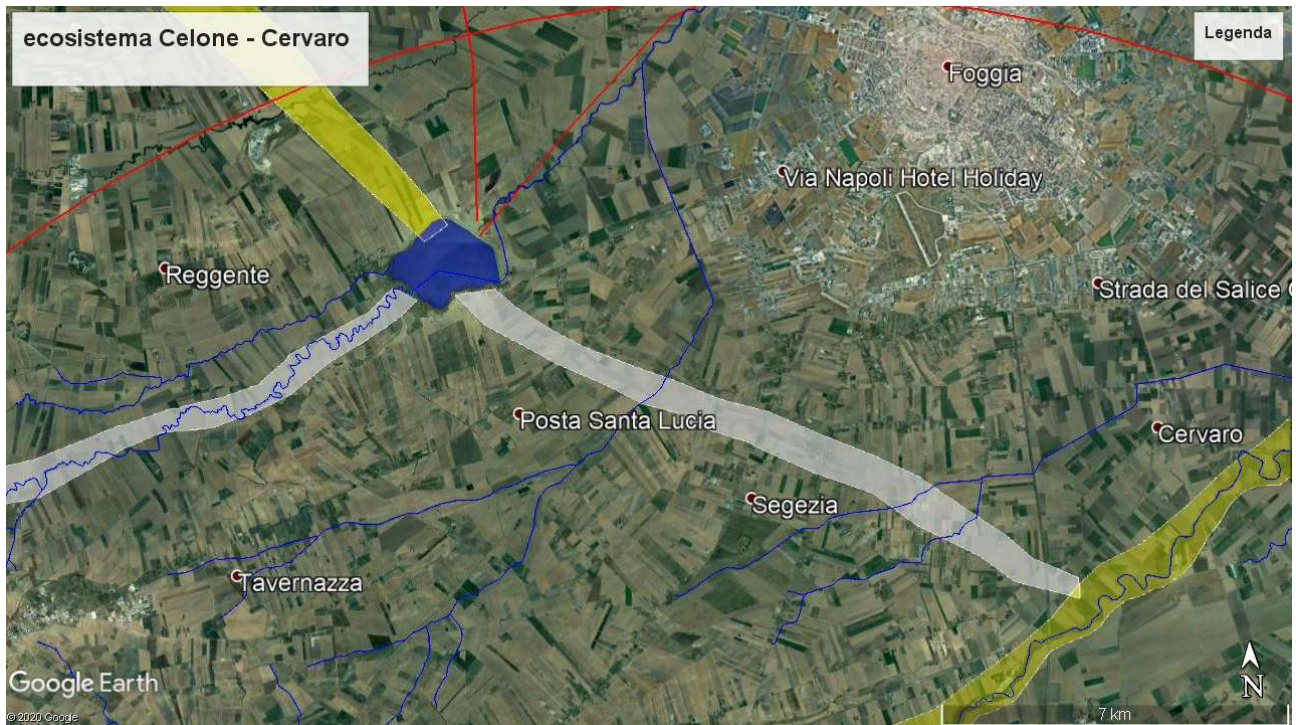 ecosistema Celone - Cervaro
Legenda
Foggia
Via Napoli Hotel Holiday
Reggente
Strada del Salice
Posta Santa Lucia
Cervaro
Segezia
Tavernazza
Google Earth
N
© 2020 Google
7 km